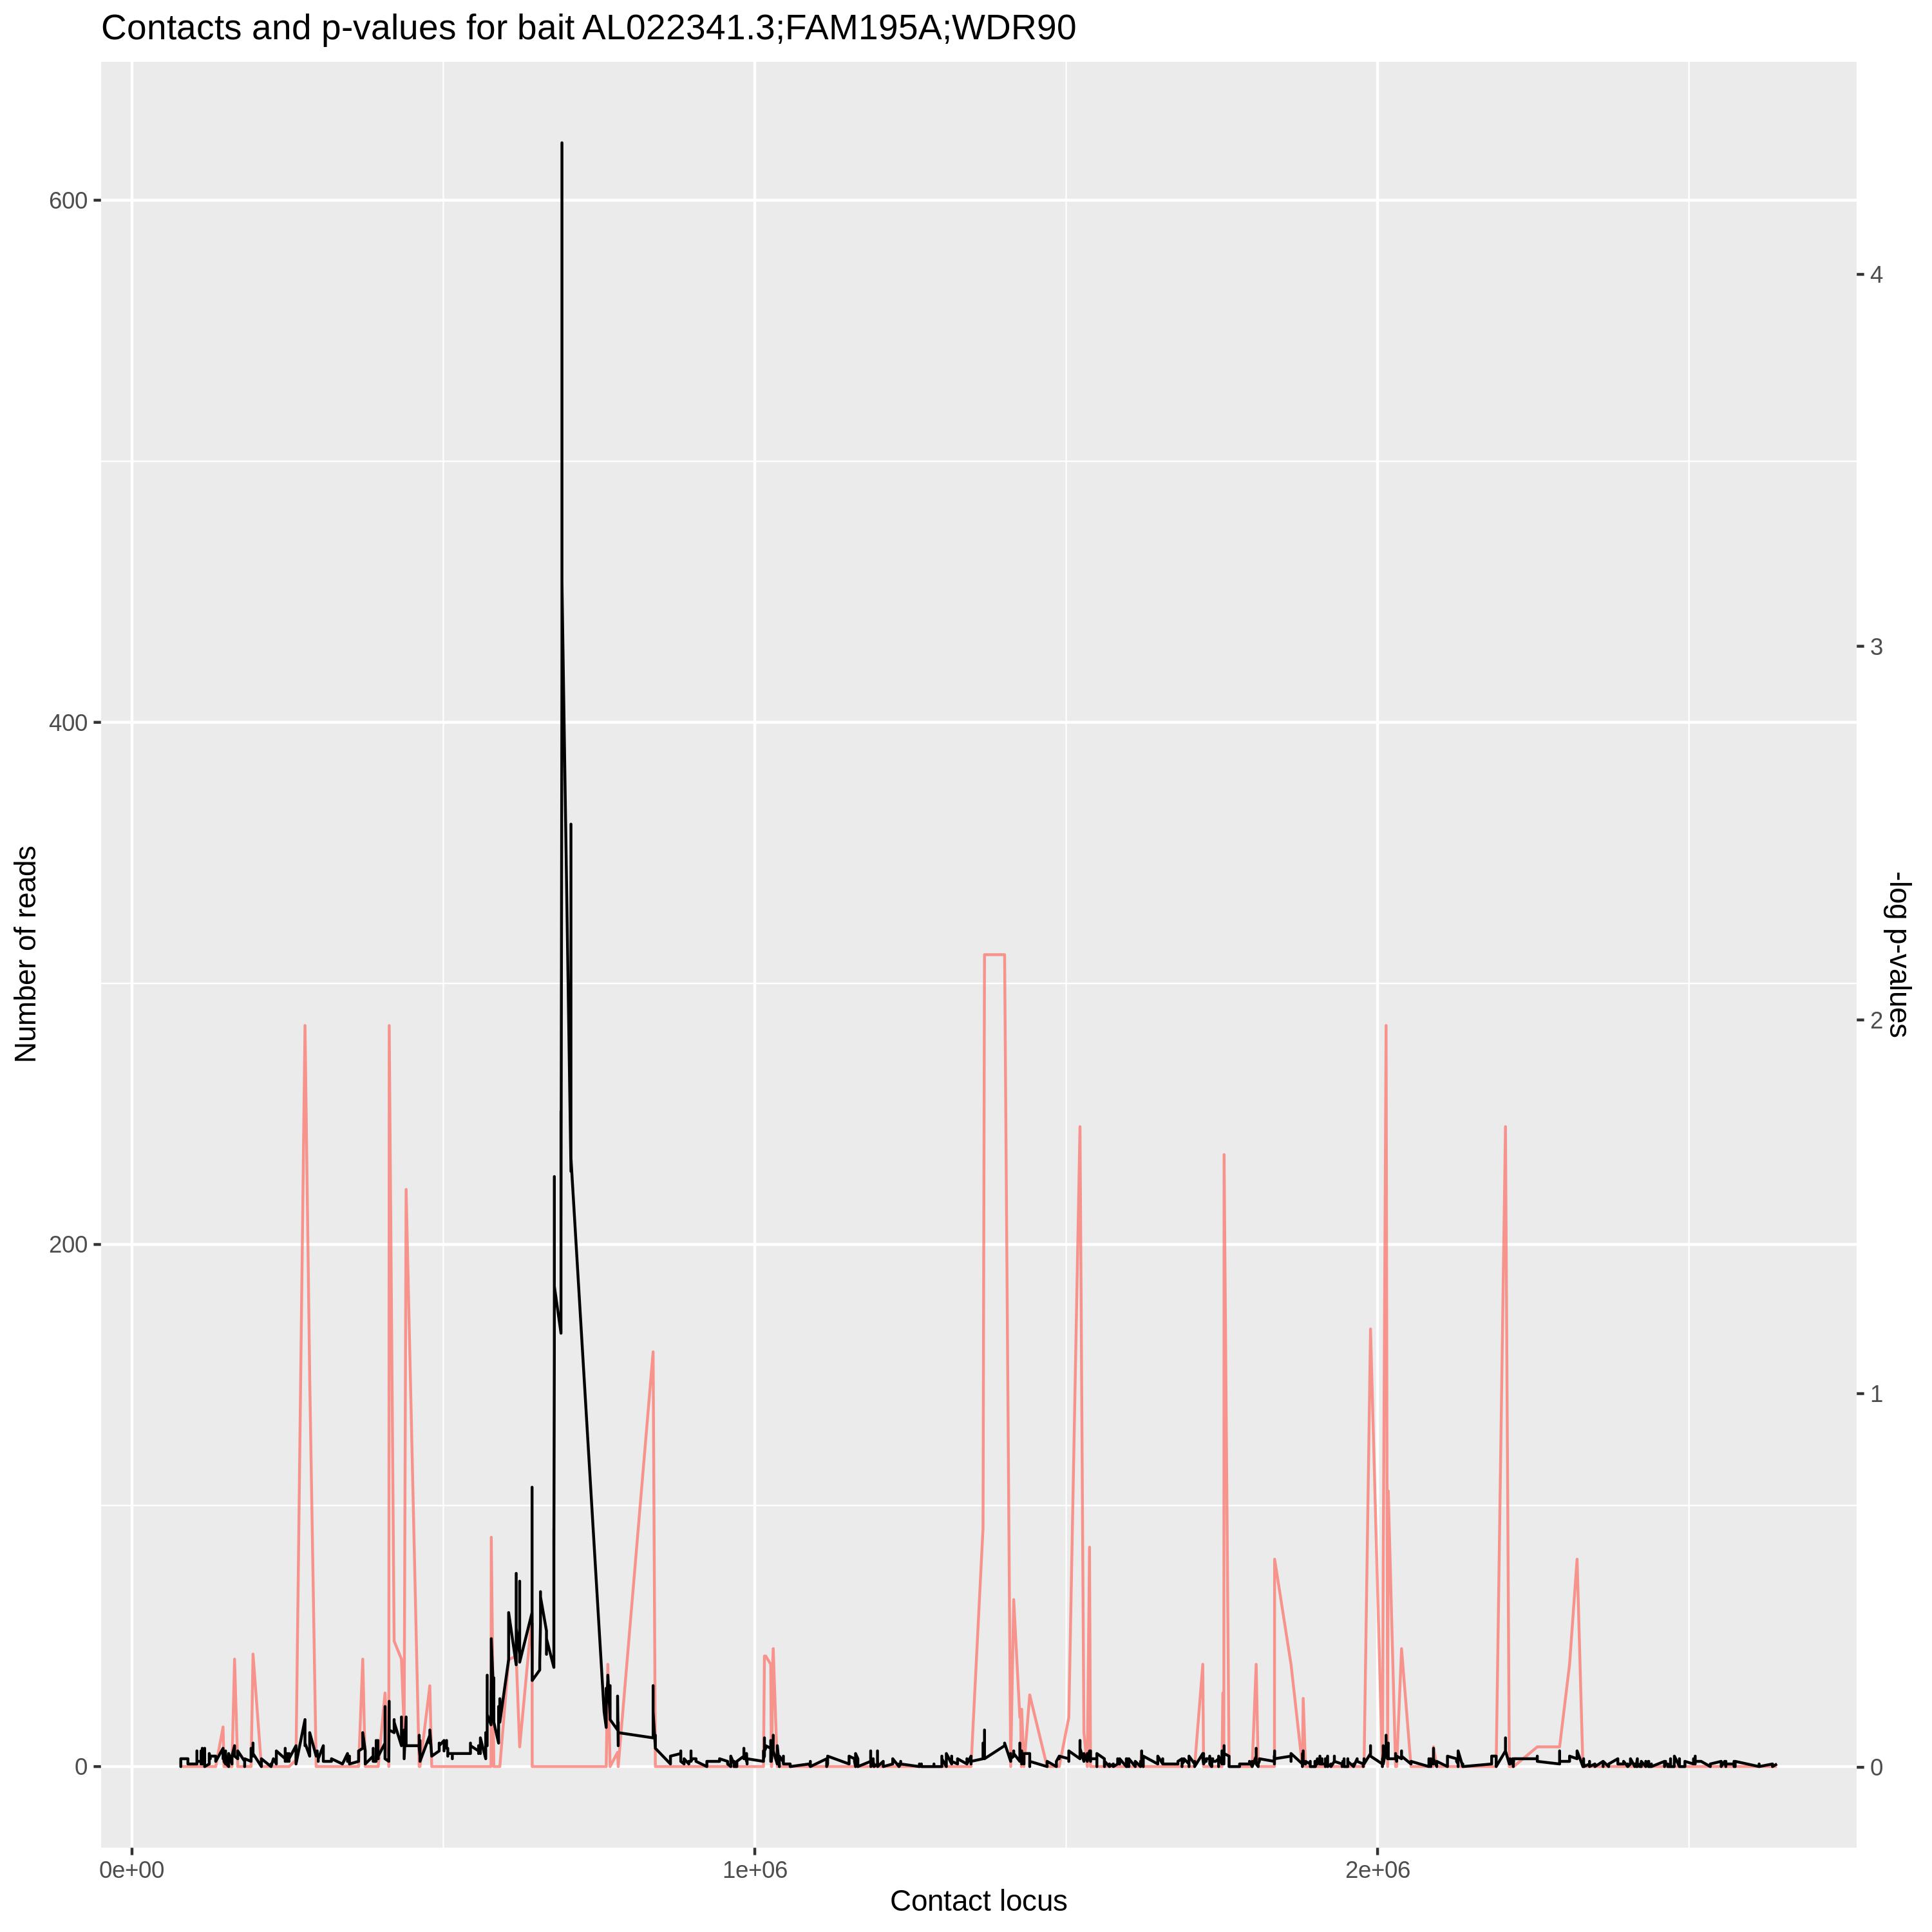 Contacts and p-values for bait AL022341.3;FAM195A;WDR90
600
400
200
0
Number of reads
4
3
2
1
0
-log p-values
0e+00
1e+06
2e+06
Contact locus